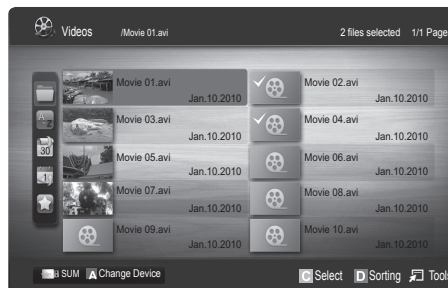 Videos /Movie 01.avi 2 files selected 1/1 Page
Movie 01.avi Movie 02.avi
Jan.10.2010 Jan.10.2010
Movie 03.avi Movie 04.avi
Jan.10.2010 Jan.10.2010
Movie 05.avi Movie 06.avi
Jan.10.2010 Jan.10.2010
Movie 07.avi Movie 08.avi
Jan.10.2010 Jan.10.2010
Movie 09.avi Movie 10.avi
Jan.10.2010 Jan.10.2010
SUM A Change Device C Select D Sorting Tools